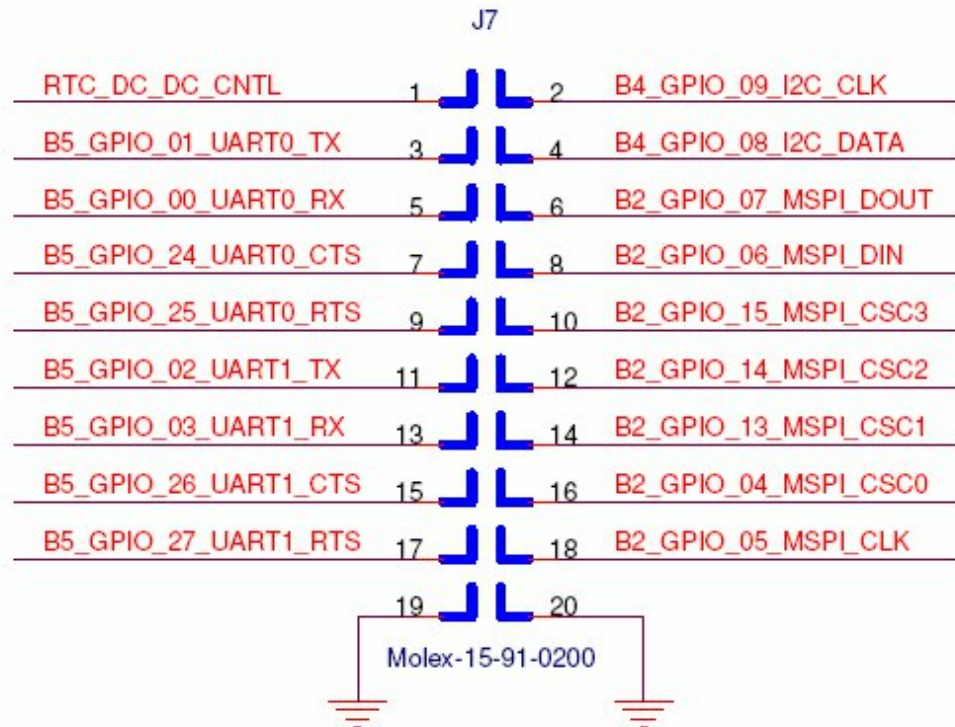 J7
RTC_DC_DC_CNTL 1 2 B4_GPIO_09_I2C_CLK
B5_GPIO_01_UART0_TX 3 4 B4_GPIO_08_I2C_DATA
B5_GPIO_00_UART0_RX 5 6 B2_GPIO_07_MSPI_DOUT
B5_GPIO_24_UART0_CTS 7 8 B2_GPIO_06_MSPI_DIN
B5_GPIO_25_UART0_RTS 9 10 B2_GPIO_15_MSPI_CSC3
B5_GPIO_02_UART1_TX 11 12 B2_GPIO_14_MSPI_CSC2
B5_GPIO_03_UART1_RX 13 14 B2_GPIO_13_MSPI_CSC1
B5_GPIO_26_UART1_CTS 15 16 B2_GPIO_04_MSPI_CSC0
B5_GPIO_27_UART1_RTS 17 18 B2_GPIO_05_MSPI_CLK
19 20
Molex-15-91-0200